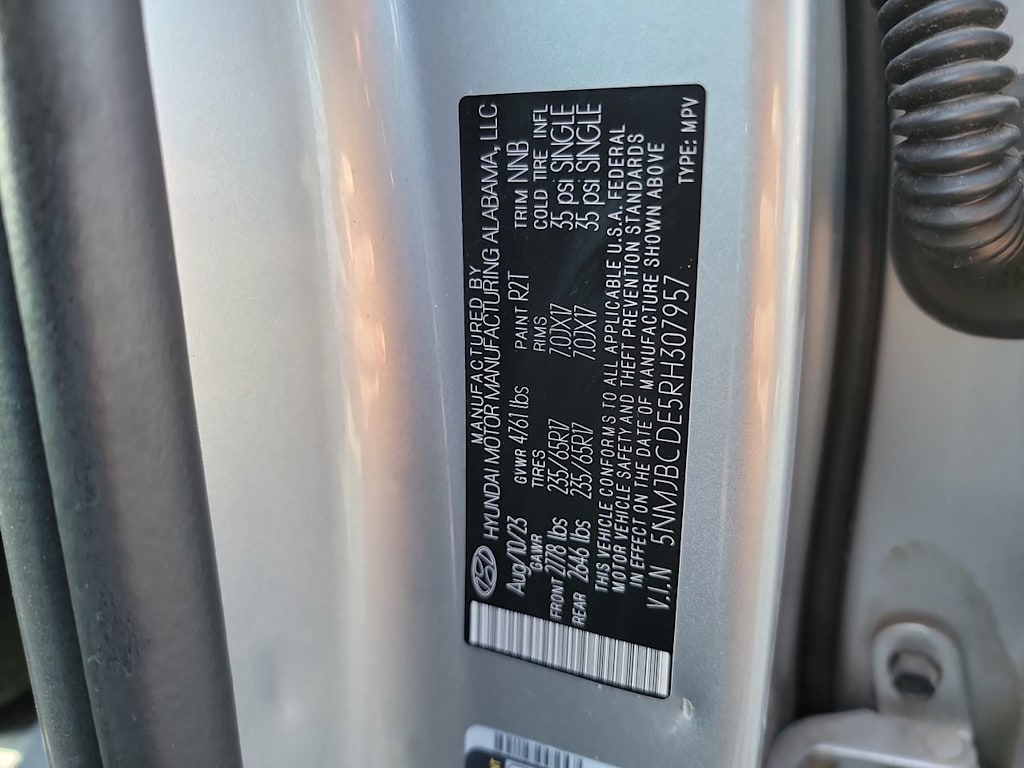 MANUFACTURED BY
HYUNDAI MOTOR MANUFACTURING ALABAMA, LLC
Aug/10/23 GVWR 4761 lbs PAINT R2T TRIM NNB
GAWR TIRES RIMS COLD TIRE INFL
FRONT 2778 lbs 235/65R17 7.0JX17 35 psi SINGLE
REAR 2646 lbs 235/65R17 7.0JX17 35 psi SINGLE
THIS VEHICLE CONFORMS TO ALL APPLICABLE U.S.A. FEDERAL
MOTOR VEHICLE SAFETY AND THEFT PREVENTION STANDARDS
IN EFFECT ON THE DATE OF MANUFACTURE SHOWN ABOVE
V.I.N 5NMJBCDE5RH307957 TYPE: MPV